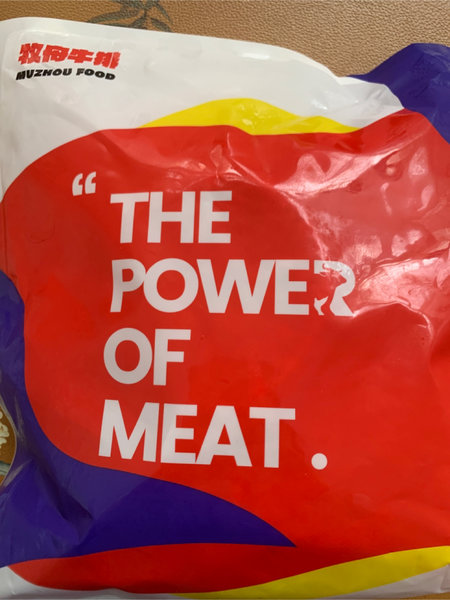 牧舟牛排
MUZHOU FOOD
“ THE
POWER
OF
MEAT.